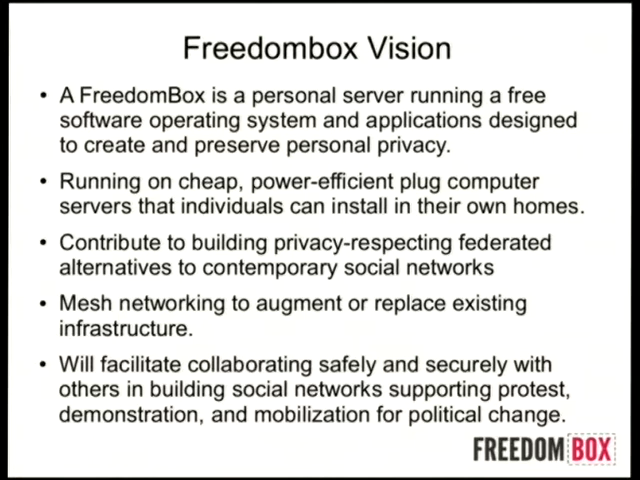 Freedombox Vision
• A FreedomBox is a personal server running a free
software operating system and applications designed
to create and preserve personal privacy.
• Running on cheap, power-efficient plug computer
servers that individuals can install in their own homes.
• Contribute to building privacy-respecting federated
alternatives to contemporary social networks
• Mesh networking to augment or replace existing
infrastructure.
• Will facilitate collaborating safely and securely with
others in building social networks supporting protest,
demonstration, and mobilization for political change.
FREEDOMBOX